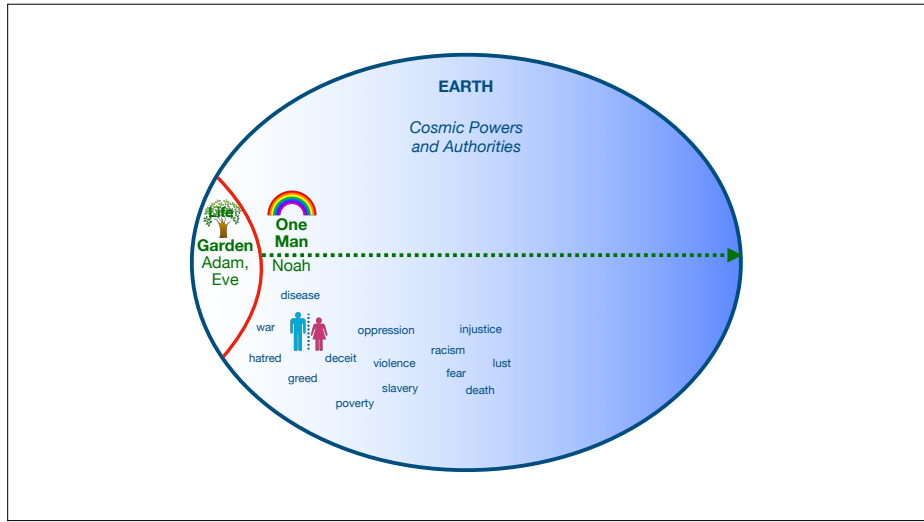 EARTH
Cosmic Powers
and Authorities
Life
Garden
Adam,
Eve
One
Man
Noah
disease
war
oppression
injustice
hatred
deceit
racism
violence
lust
greed
fear
slavery
death
poverty